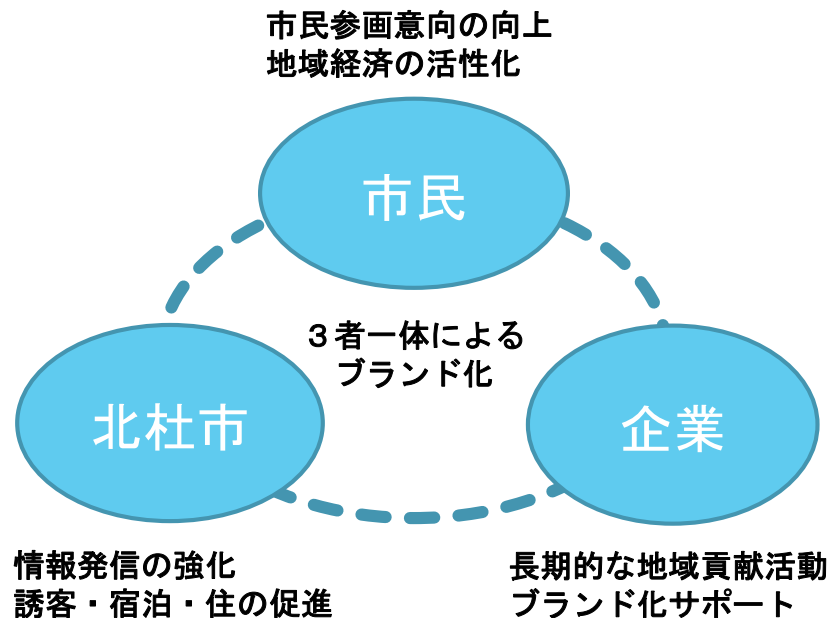 市民参画意向の向上
地域経済の活性化
市民
３者一体による
ブランド化
北杜市
企業
情報発信の強化
誘客・宿泊・住の促進
長期的な地域貢献活動
ブランド化サポート